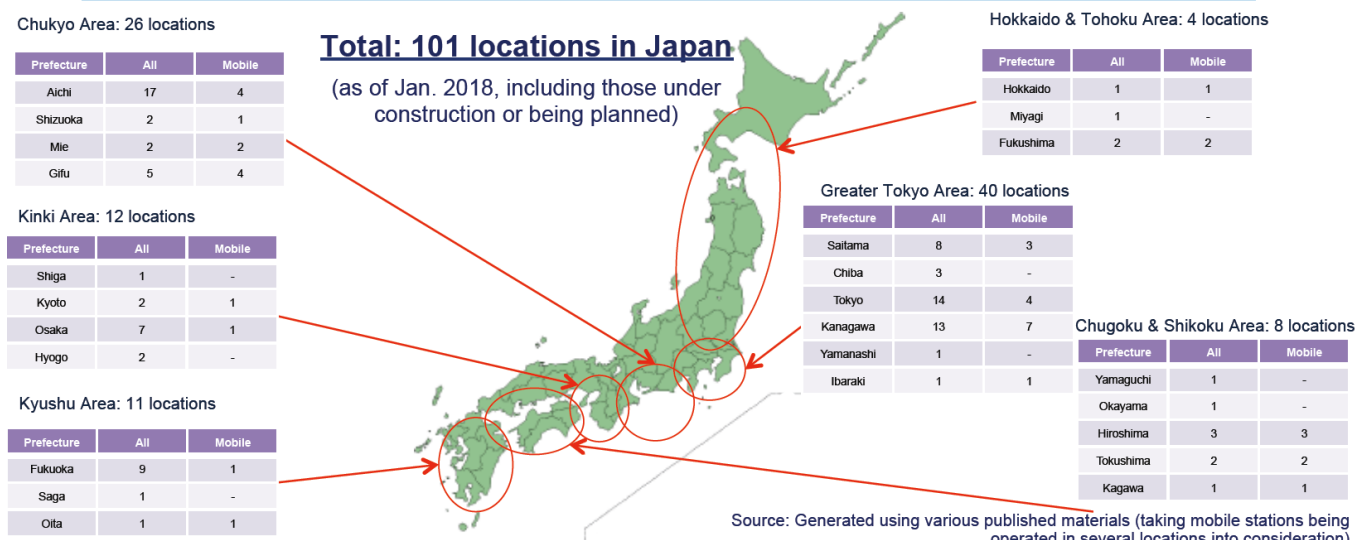 Chukyo Area: 26 locations
Prefecture All Mobile
Aichi 17 4
Shizuoka 2 1
Mie 2 2
Gifu 5 4
Total: 101 locations in Japan
(as of Jan. 2018, including those under
construction or being planned)
Hokkaido & Tohoku Area: 4 locations
Prefecture All Mobile
Hokkaido 1 1
Miyagi 1 -
Fukushima 2 2
Kinki Area: 12 locations
Prefecture All Mobile
Shiga 1 -
Kyoto 2 1
Osaka 7 1
Hyogo 2 -
Greater Tokyo Area: 40 locations
Prefecture All Mobile
Saitama 8 3
Chiba 3 -
Tokyo 14 4
Kanagawa 13 7
Yamanashi 1 -
Ibaraki 1 1
Chugoku & Shikoku Area: 8 locations
Prefecture All Mobile
Yamaguchi 1 -
Okayama 1 -
Hiroshima 3 3
Tokushima 2 2
Kagawa 1 1
Kyushu Area: 11 locations
Prefecture All Mobile
Fukuoka 9 1
Saga 1 -
Oita 1 1
Source: Generated using various published materials (taking mobile stations being
operated in several locations into consideration)